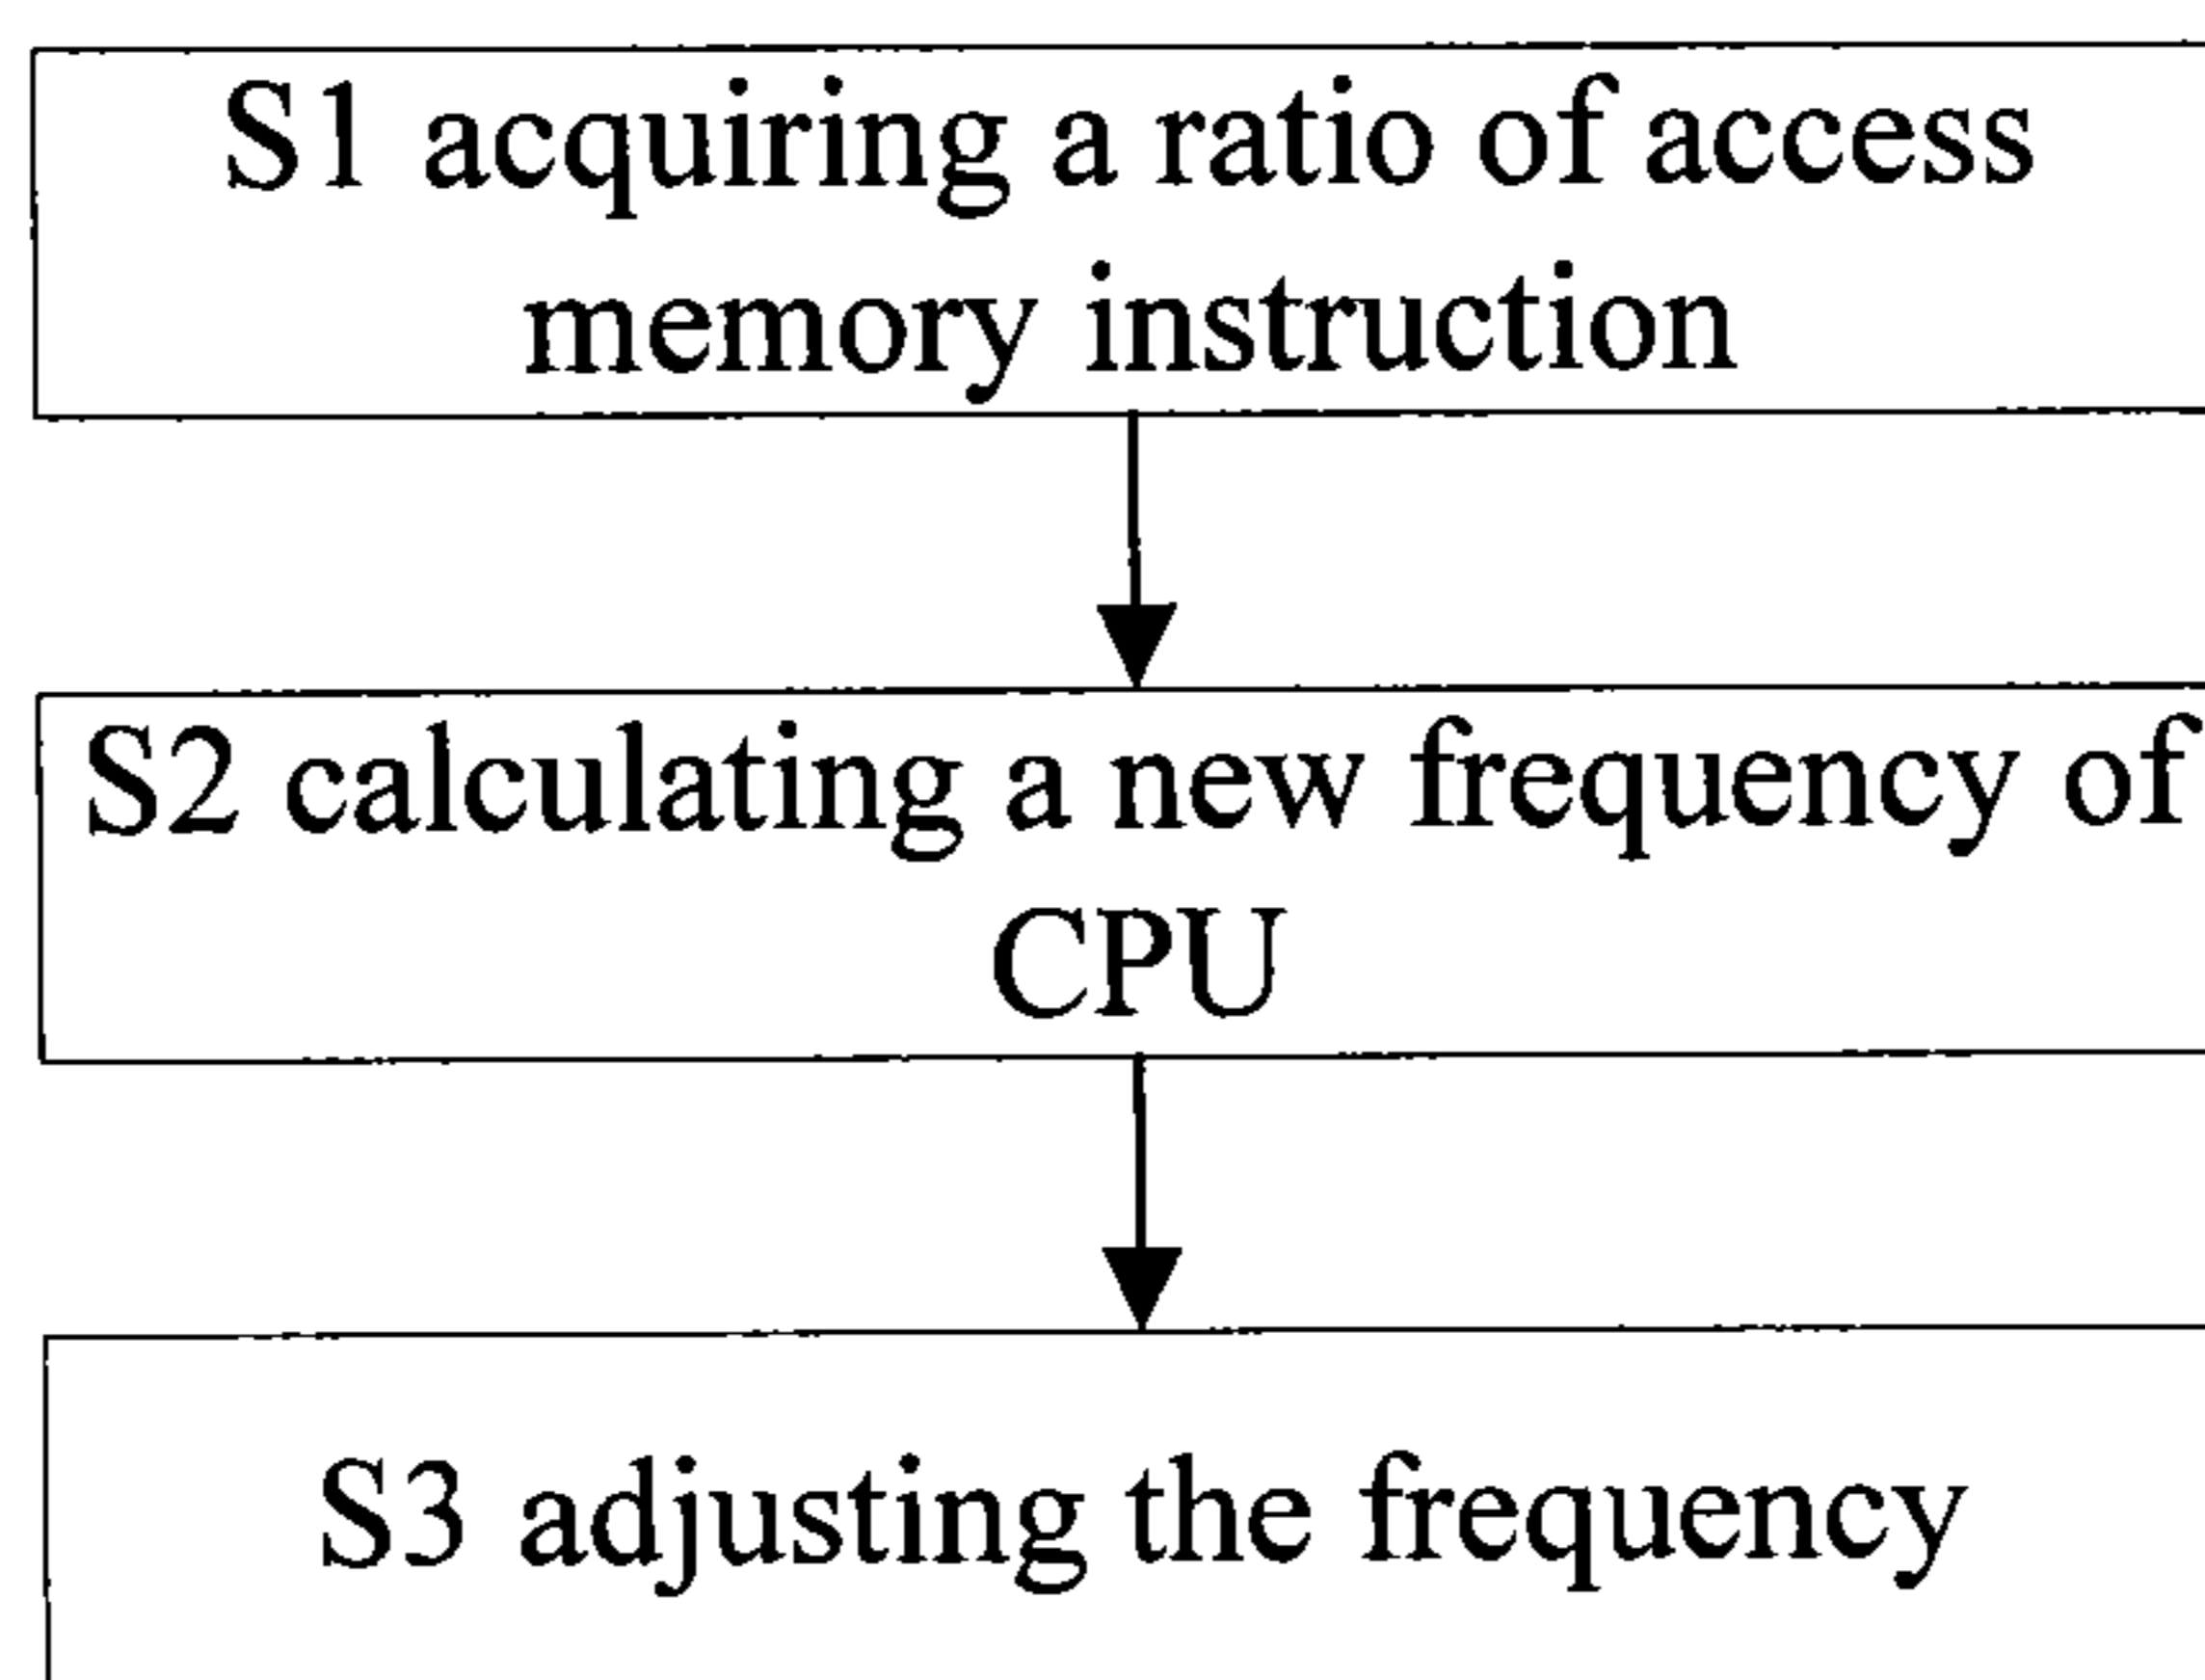 S1 acquiring a ratio of access
memory instruction
S2 calculating a new frequency of
CPU
S3 adjusting the frequency